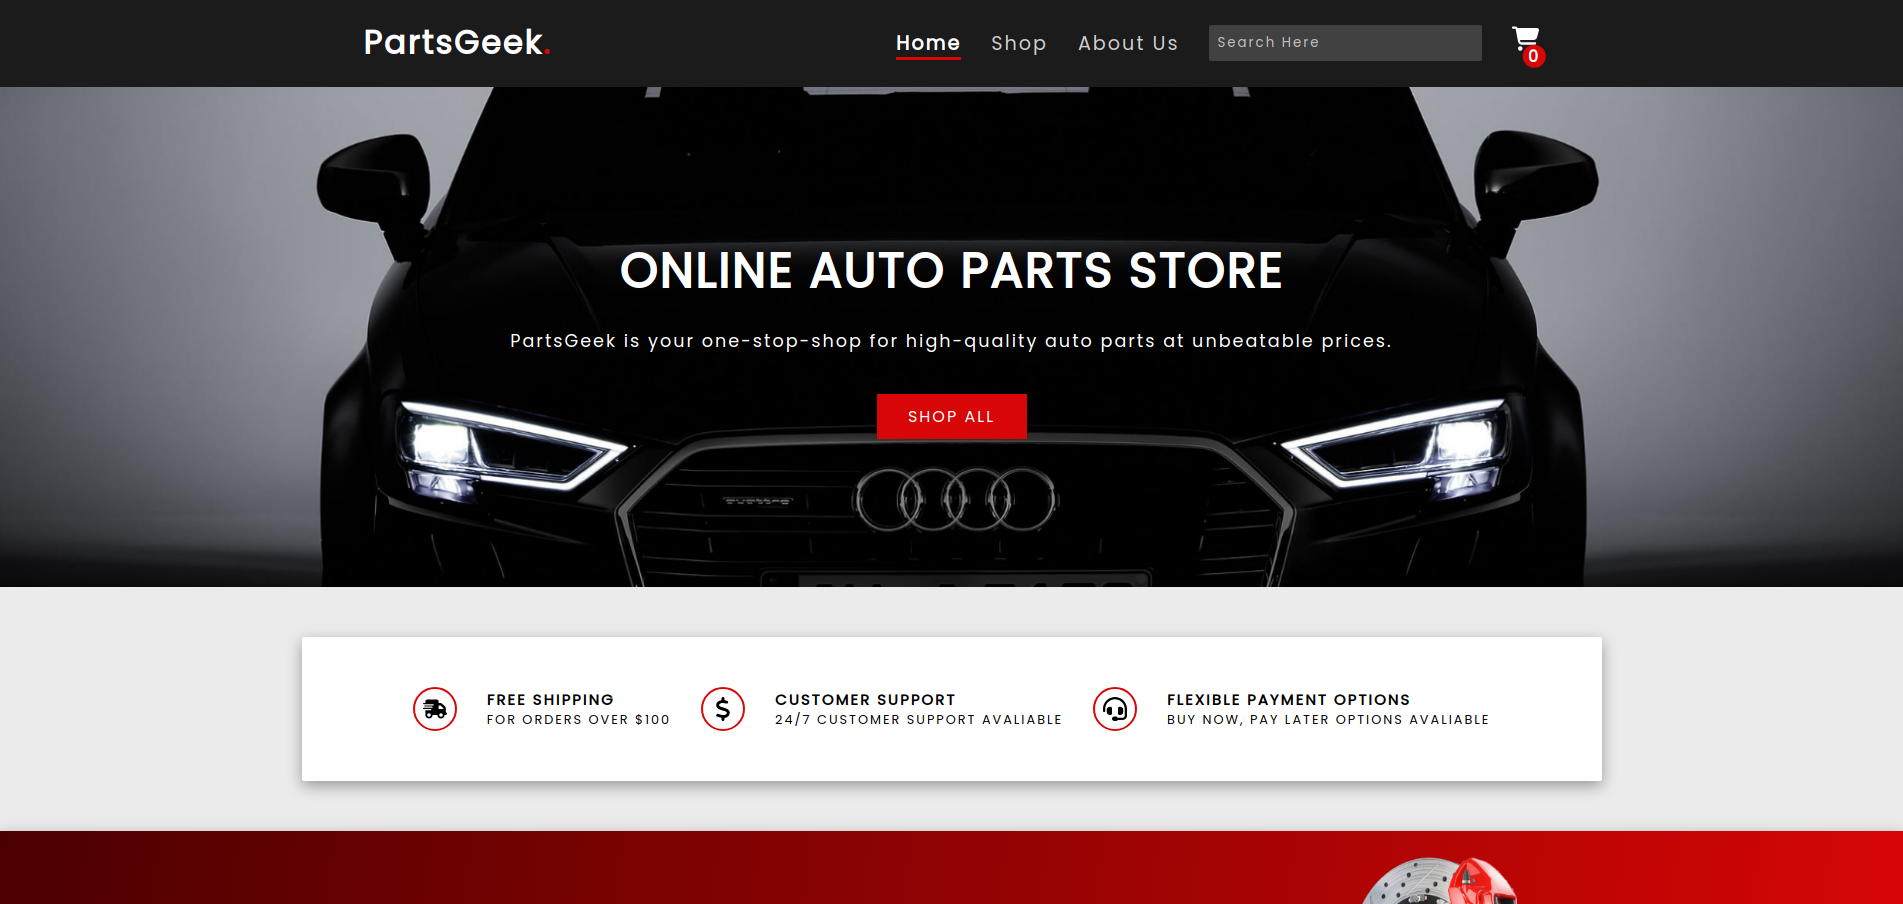 PartsGeek.
Home
Shop
About Us
Search Here
0
ONLINE AUTO PARTS STORE
PartsGeek is your one-stop-shop for high-quality auto parts at unbeatable prices.
SHOP ALL
quattro
FREE SHIPPING
FOR ORDERS OVER $100
CUSTOMER SUPPORT
24/7 CUSTOMER SUPPORT AVALIABLE
FLEXIBLE PAYMENT OPTIONS
BUY NOW, PAY LATER OPTIONS AVALIABLE